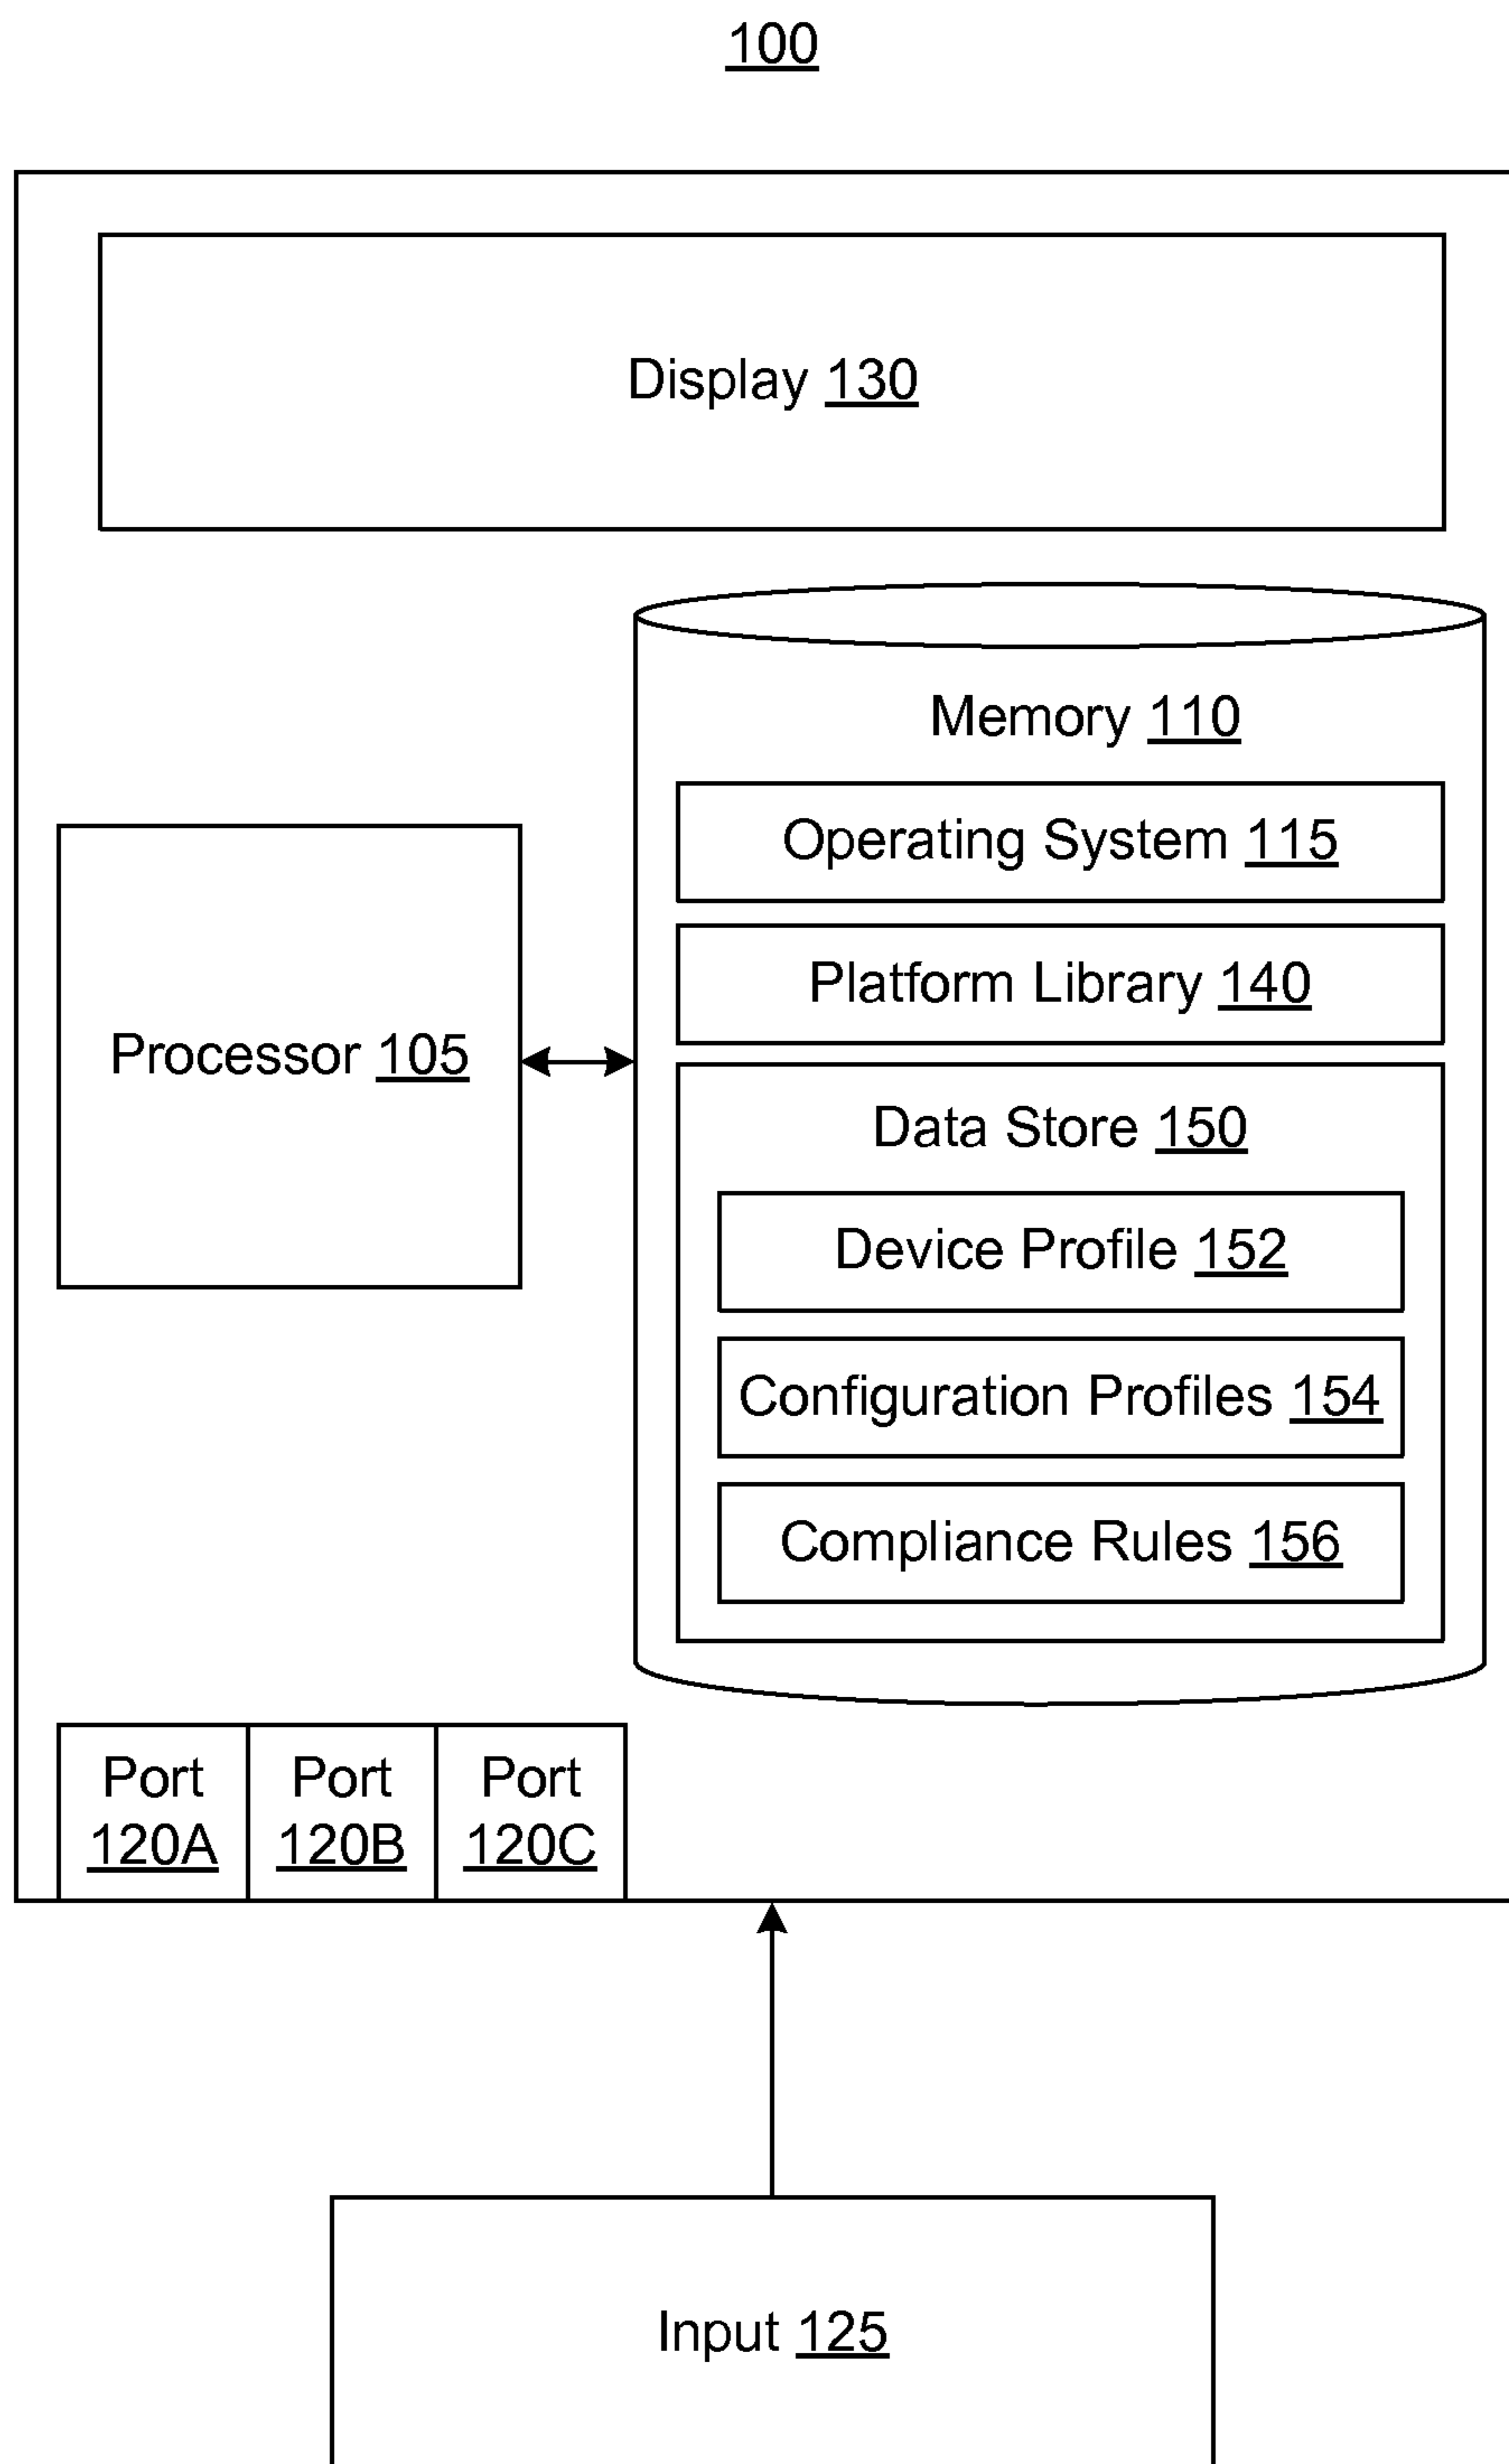 100
Display 130
Memory 110
Operating System 115
Platform Library 140
Processor 105
Data Store 150
Device Profile 152
Configuration Profiles 154
Compliance Rules 156
Port 120A
Port 120B
Port 120C
Input 125